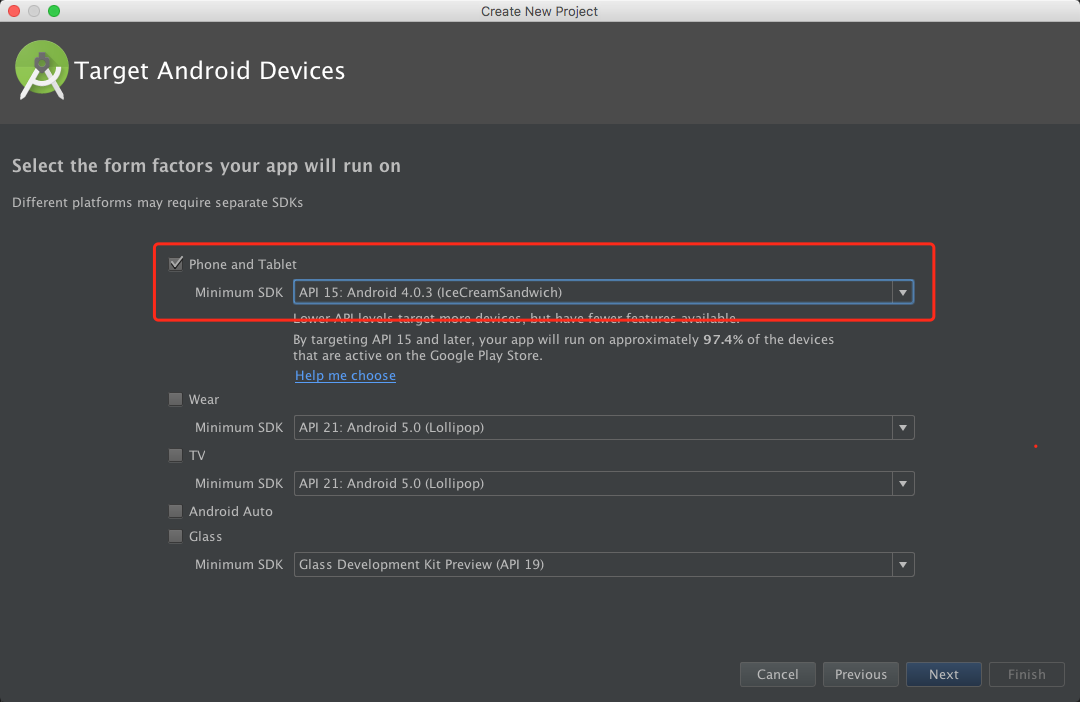 Create New Project
Target Android Devices
Select the form factors your app will run on
Different platforms may require separate SDKs
Phone and Tablet
Minimum SDK API 15: Android 4.0.3 (IceCreamSandwich)
Lower API levels target more devices, but have fewer features available.
By targeting API 15 and later, your app will run on approximately 97.4% of the devices
that are active on the Google Play Store.
Help me choose
Wear
Minimum SDK API 21: Android 5.0 (Lollipop)
TV
Minimum SDK API 21: Android 5.0 (Lollipop)
Android Auto
Glass
Minimum SDK Glass Development Kit Preview (API 19)
Cancel Previous Next Finish